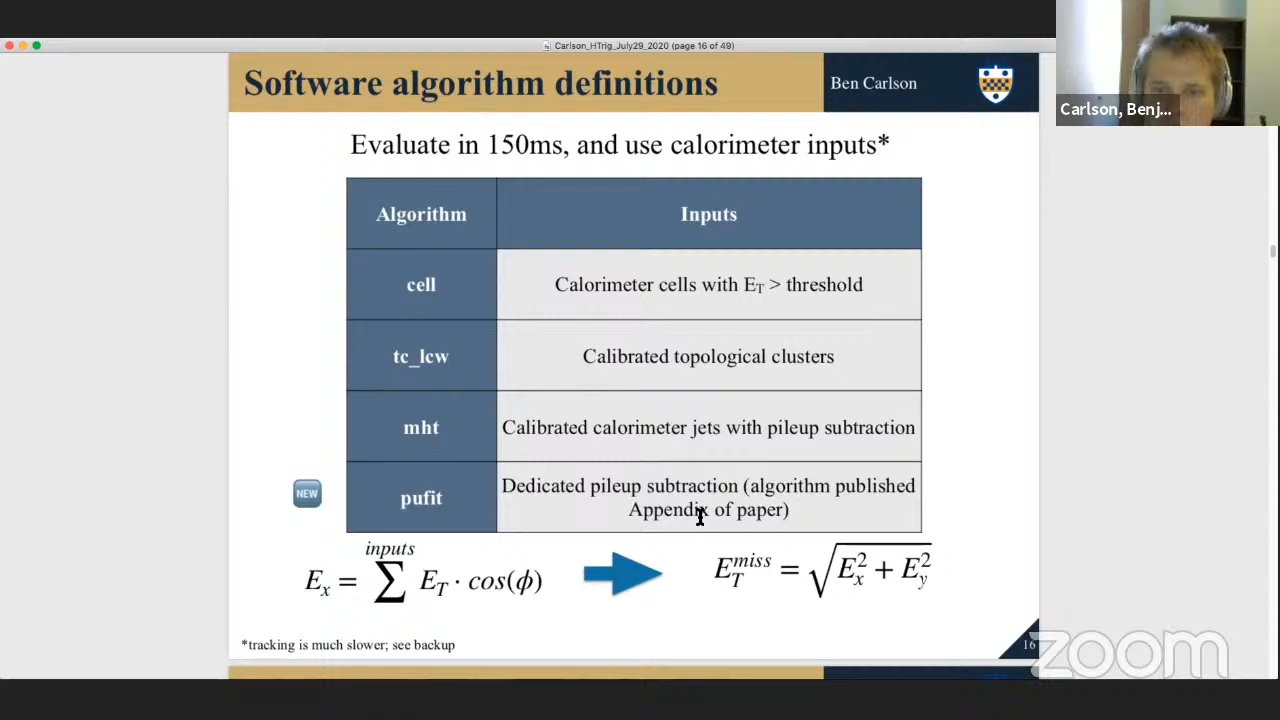 Carlson_HTrig_July29_2020 (page 16 of 49)
Software algorithm definitions
Ben Carlson
Carlson, Benj...
Evaluate in 150ms, and use calorimeter inputs*
Algorithm
Inputs
cell
Calorimeter cells with E_T > threshold
tc_lcw
Calibrated topological clusters
mht
Calibrated calorimeter jets with pileup subtraction
NEW
pufit
Dedicated pileup subtraction (algorithm published
Appendix of paper)
E_x = ∑^{inputs} E_T · cos(ϕ)
E_T^{miss} = √(E_x^2 + E_y^2)
*tracking is much slower; see backup
16
zoom